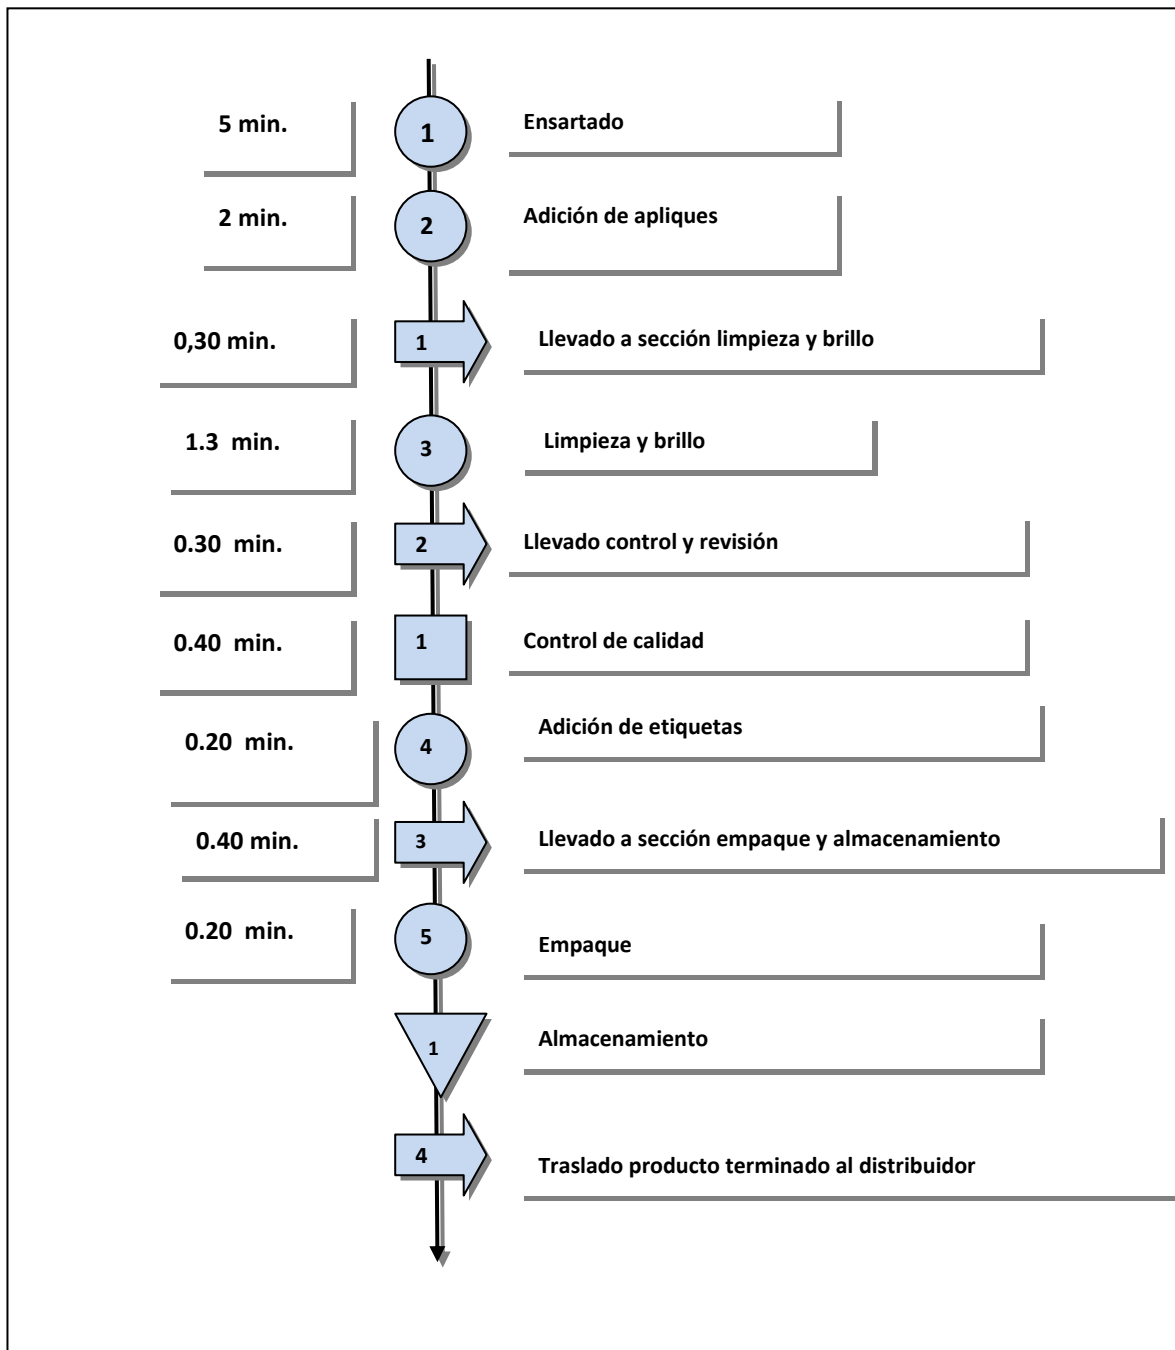 5 min.
1
Ensartado
2 min.
2
Adición de apliques
0,30 min.
1
Llevado a sección limpieza y brillo
1.3  min.
3
Limpieza y brillo
0.30  min.
2
Llevado control y revisión
0.40  min.
1
Control de calidad
0.20  min.
4
Adición de etiquetas
0.40 min.
3
Llevado a sección empaque y almacenamiento
0.20  min.
5
Empaque
1
Almacenamiento
4
Traslado producto terminado al distribuidor